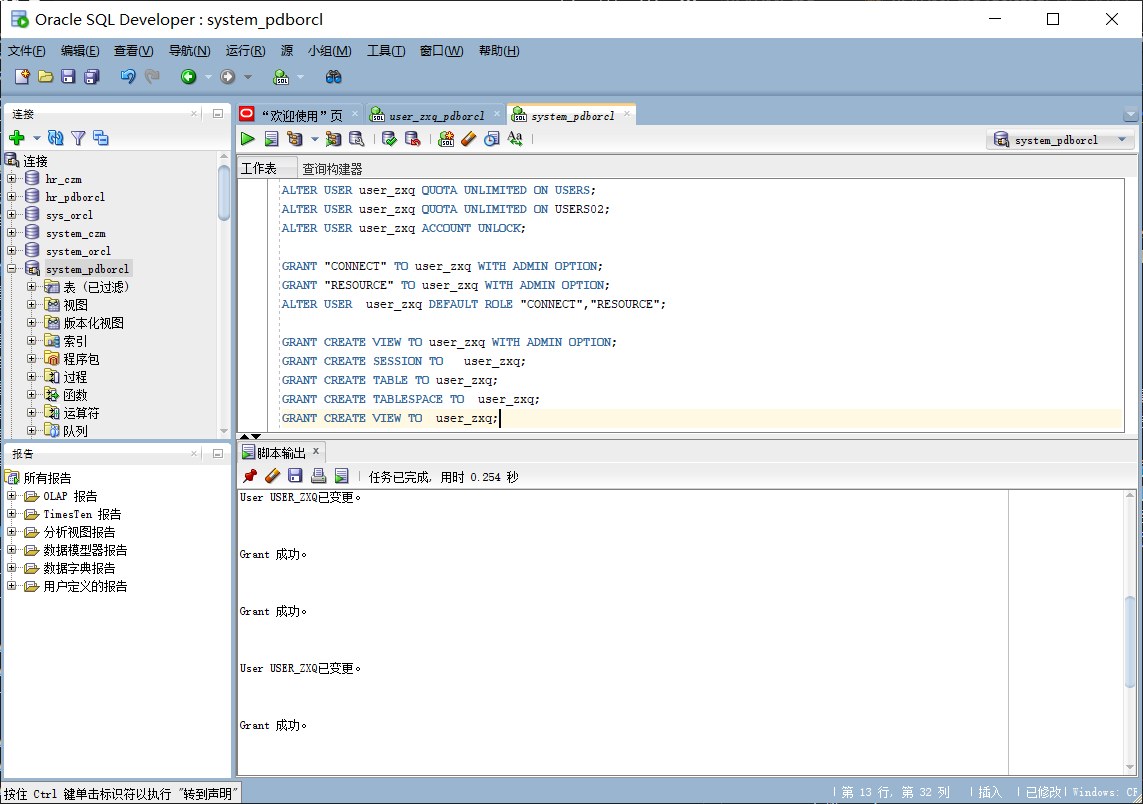 Oracle SQL Developer : system_pdborcl
文件(F) 编辑(E) 查看(V) 导航(N) 运行(R) 源 小组(M) 工具(T) 窗口(W) 帮助(H)
连接
连接
hr_czm
hr_pdborcl
sys_orcl
system_czm
system_orcl
system_pdborcl
表 (已过滤)
视图
版本化视图
索引
程序包
过程
函数
运算符
队列
报告
所有报告
OLAP 报告
TimesTen 报告
分析视图报告
数据模型器报告
数据字典报告
用户定义的报告
“欢迎使用”页 user_zxq_pdborcl system_pdborcl
system_pdborcl
工作表 查询构建器
ALTER USER user_zxq QUOTA UNLIMITED ON USERS;
ALTER USER user_zxq QUOTA UNLIMITED ON USERS02;
ALTER USER user_zxq ACCOUNT UNLOCK;
GRANT "CONNECT" TO user_zxq WITH ADMIN OPTION;
GRANT "RESOURCE" TO user_zxq WITH ADMIN OPTION;
ALTER USER  user_zxq DEFAULT ROLE "CONNECT","RESOURCE";
GRANT CREATE VIEW TO user_zxq WITH ADMIN OPTION;
GRANT CREATE SESSION TO   user_zxq;
GRANT CREATE TABLE TO user_zxq;
GRANT CREATE TABLESPACE TO  user_zxq;
GRANT CREATE VIEW TO  user_zxq;
脚本输出
任务已完成, 用时 0.254 秒
User USER_ZXQ已变更。
Grant 成功。
Grant 成功。
User USER_ZXQ已变更。
Grant 成功。
按住 Ctrl 键单击标识符以执行 "转到声明" 第 13 行, 第 32 列 插入 已修改 Windows: CR